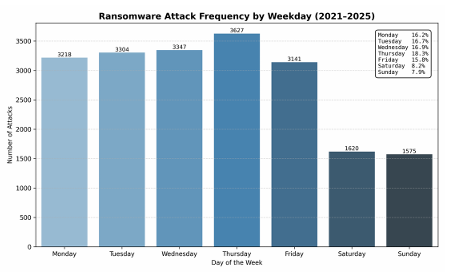 Ransomware Attack Frequency by Weekday (2021–2025)
Monday 16.2%
Tuesday 16.7%
Wednesday 16.9%
Thursday 18.3%
Friday 15.8%
Saturday 8.2%
Sunday 7.9%
Number of Attacks
3500
3000
2500
2000
1500
1000
500
0
3218
3304
3347
3627
3141
1620
1575
Monday
Tuesday
Wednesday
Thursday
Friday
Saturday
Sunday
Day of the Week